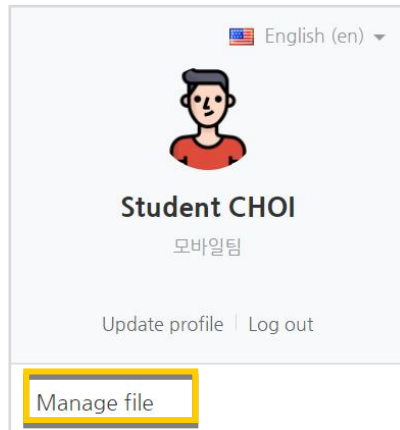 English (en)
Student CHOI
모바일팀
Update profile | Log out
Manage file